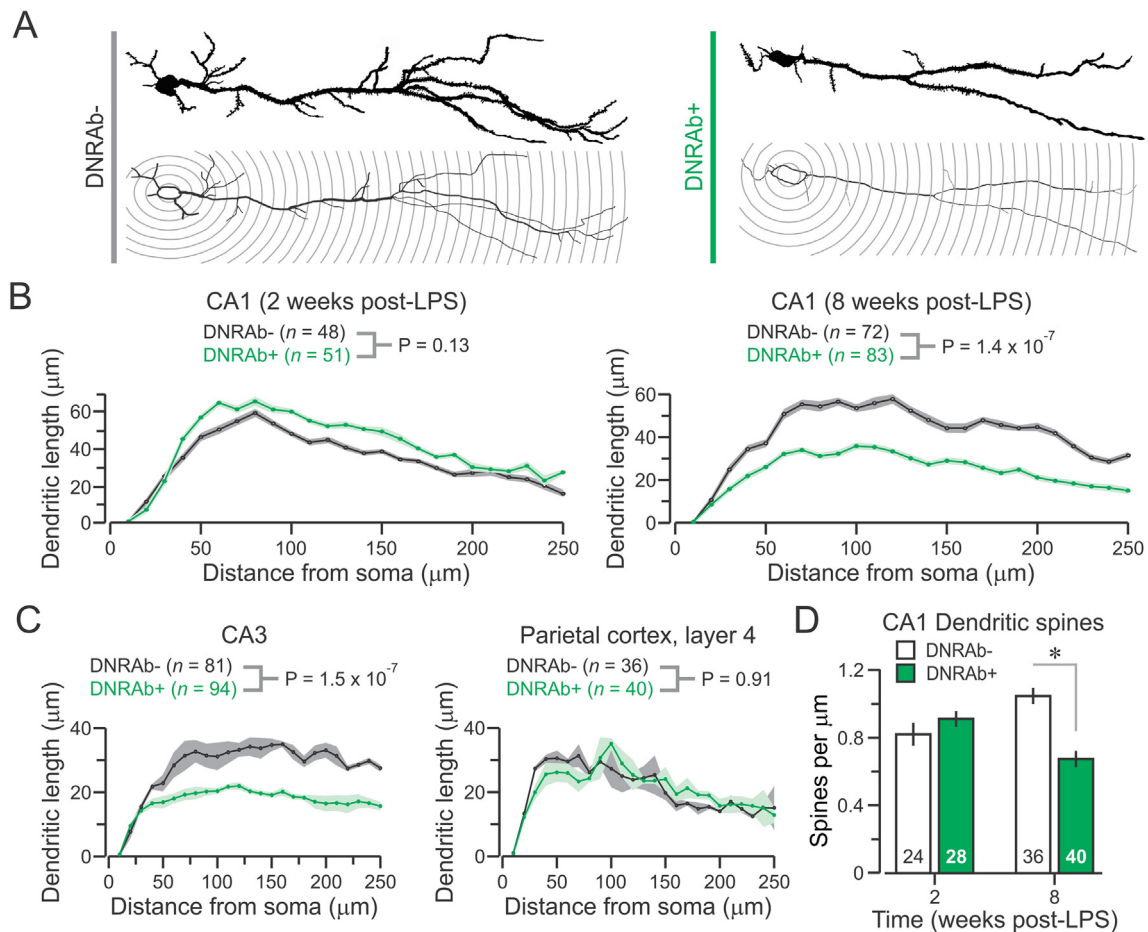 A
DNRAb-
DNRAb+
B
CA1 (2 weeks post-LPS)
DNRAb- (n = 48)
DNRAb+ (n = 51)
P = 0.13
Dendritic length (μm)
60
40
20
0
0 50 100 150 200 250
Distance from soma (μm)
CA1 (8 weeks post-LPS)
DNRAb- (n = 72)
DNRAb+ (n = 83)
P = 1.4 x 10⁻⁷
Dendritic length (μm)
60
40
20
0
0 50 100 150 200 250
Distance from soma (μm)
C
CA3
DNRAb- (n = 81)
DNRAb+ (n = 94)
P = 1.5 x 10⁻⁷
Dendritic length (μm)
40
20
0
0 50 100 150 200 250
Distance from soma (μm)
Parietal cortex, layer 4
DNRAb- (n = 36)
DNRAb+ (n = 40)
P = 0.91
Dendritic length (μm)
40
20
0
0 50 100 150 200 250
Distance from soma (μm)
D
CA1 Dendritic spines
DNRAb-
DNRAb+
*
Spines per μm
1.2
0.8
0.4
0
24 28 36 40
2 8
Time (weeks post-LPS)